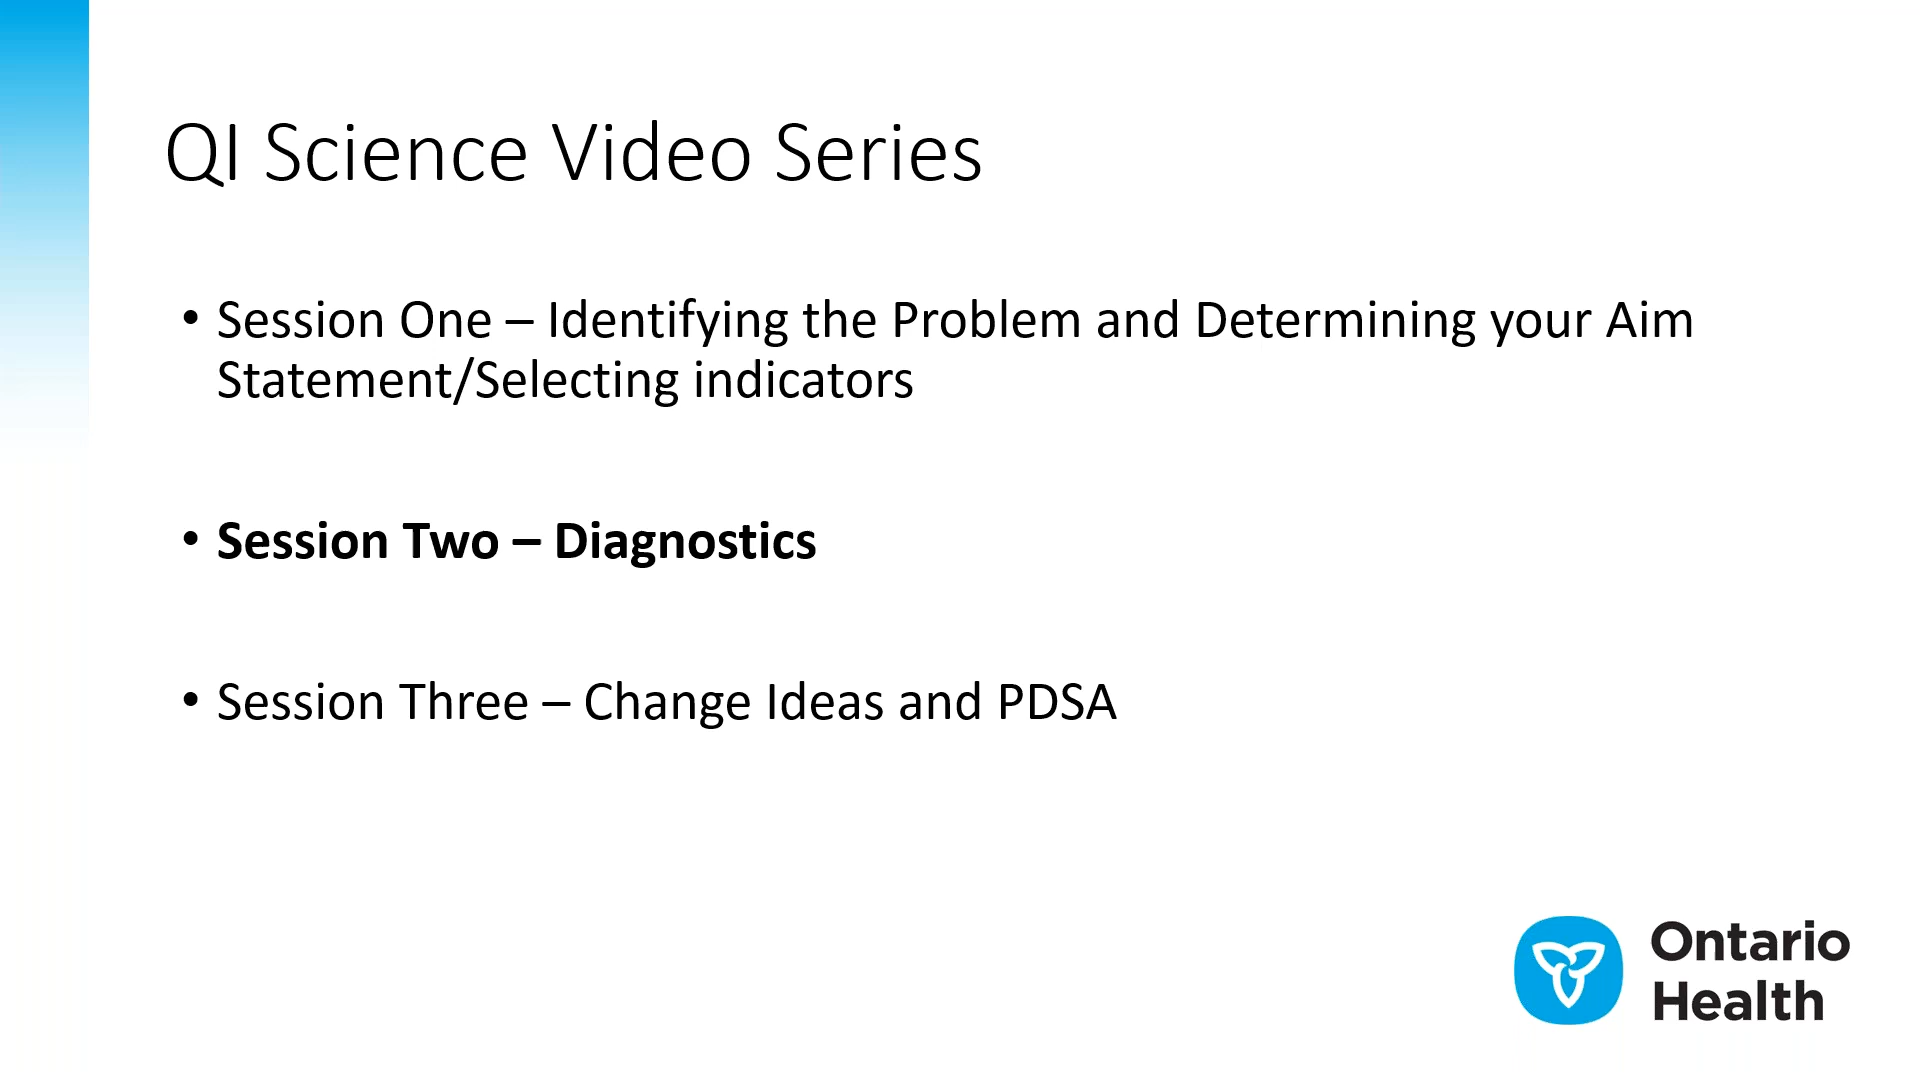 QI Science Video Series
• Session One – Identifying the Problem and Determining your Aim
Statement/Selecting indicators
• Session Two – Diagnostics
• Session Three – Change Ideas and PDSA
Ontario
Health